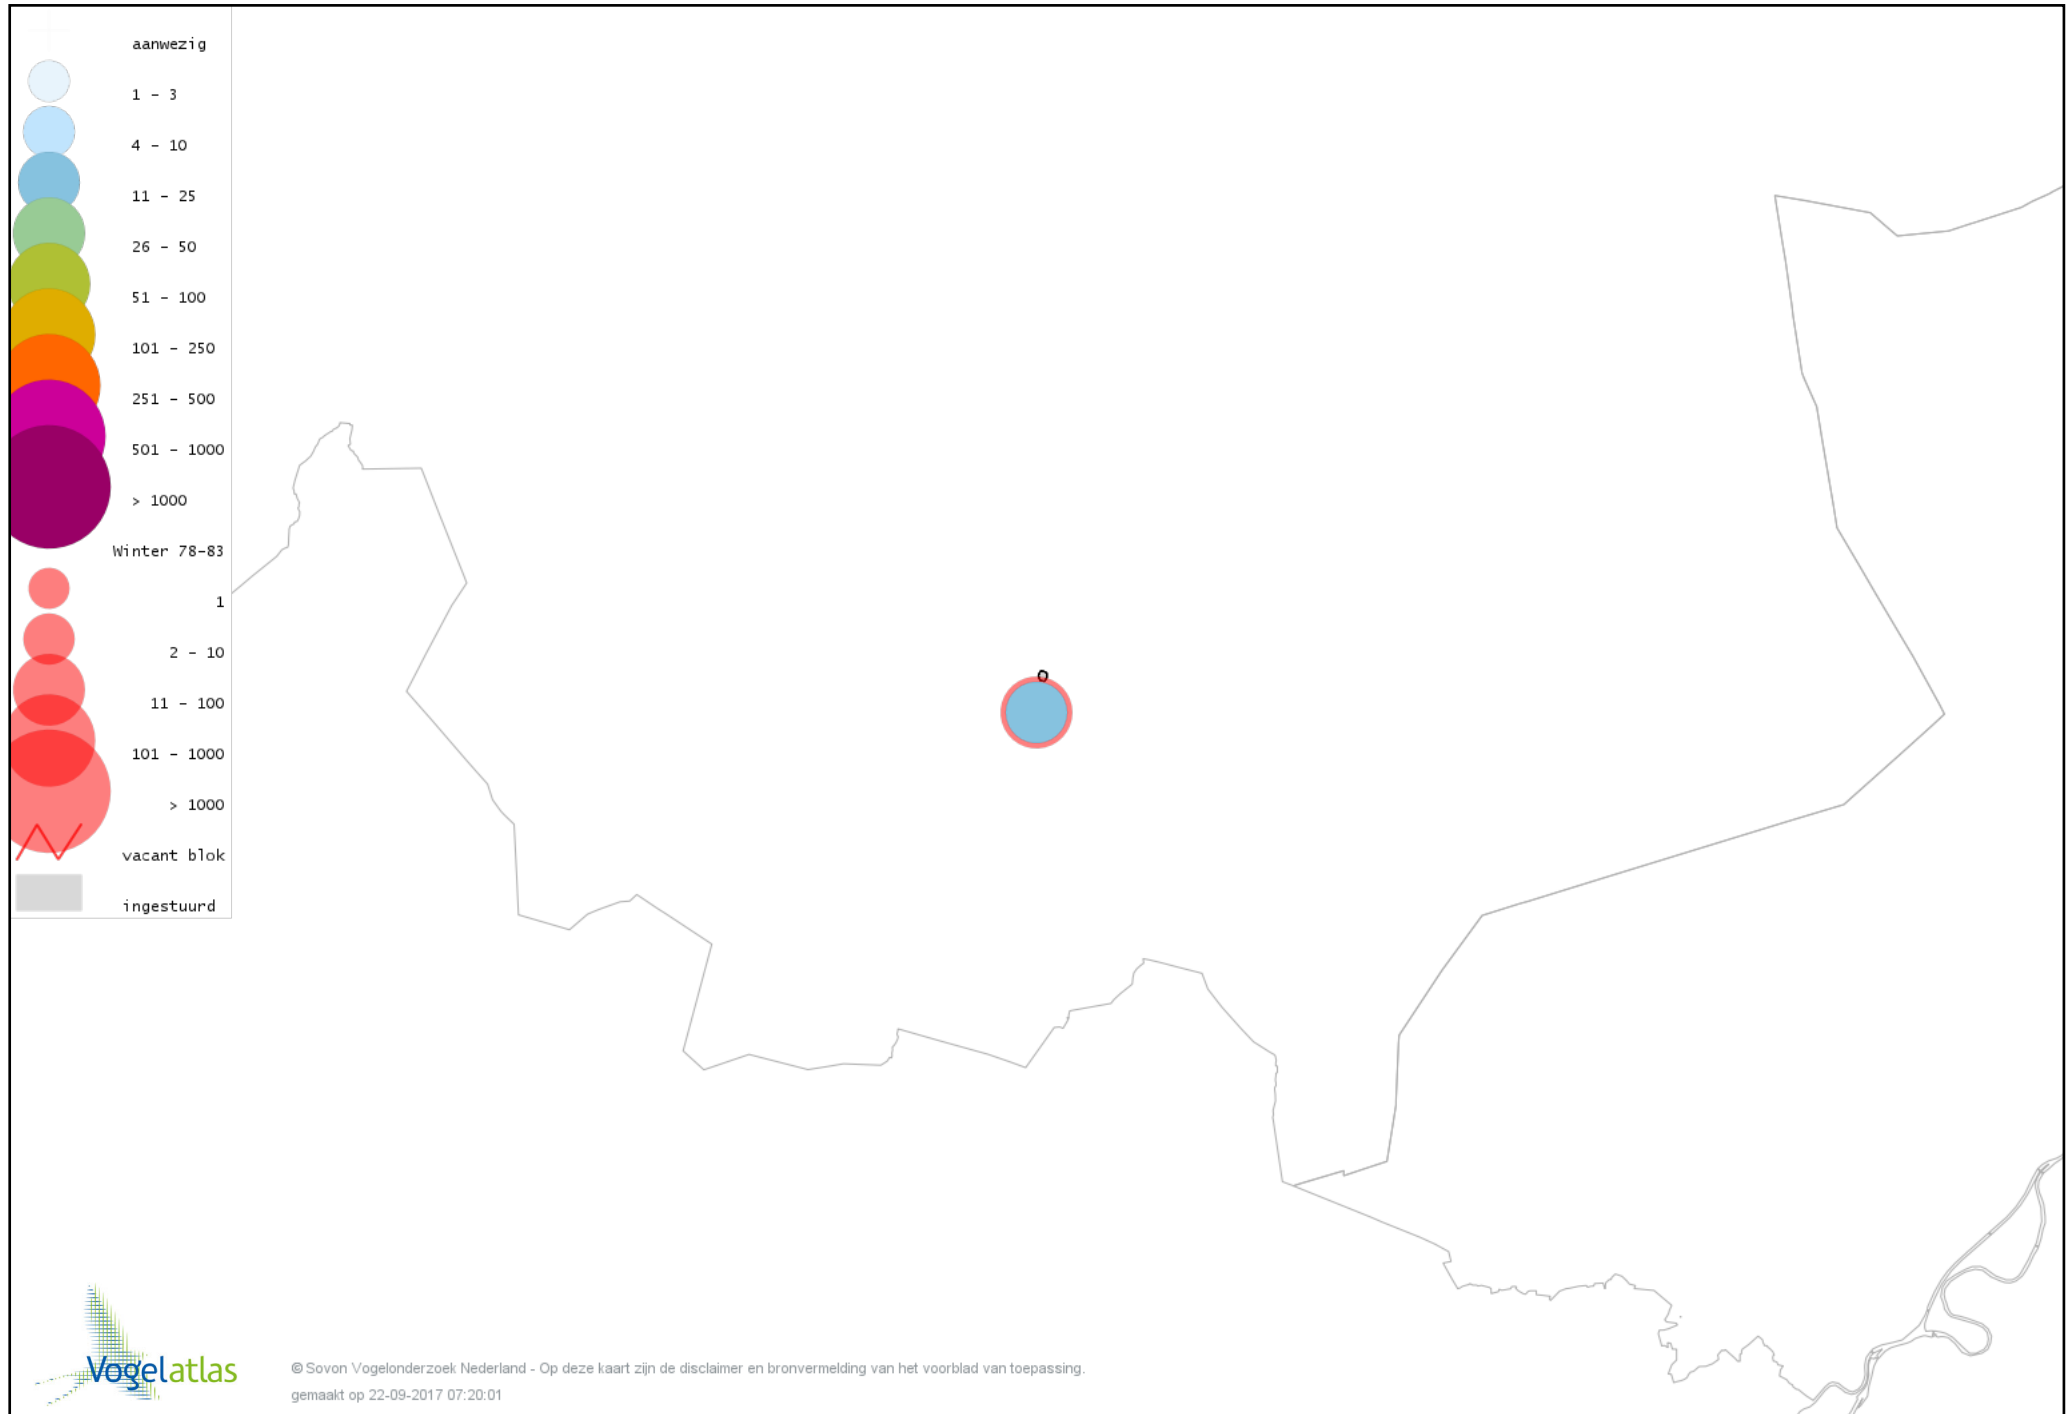 aanwezig
1 - 3
4 - 10
11 - 25
26 - 50
51 - 100
101 - 250
251 - 500
501 - 1000
> 1000
Winter 78-83
1
2 - 10
11 - 100
101 - 1000
> 1000
vacant blok
ingestuurd
O
Vogelatlas
© Sovon Vogelonderzoek Nederland - Op deze kaart zijn de disclaimer en bronvermelding van het voorblad van toepassing.
gemaakt op 22-09-2017 07:20:01